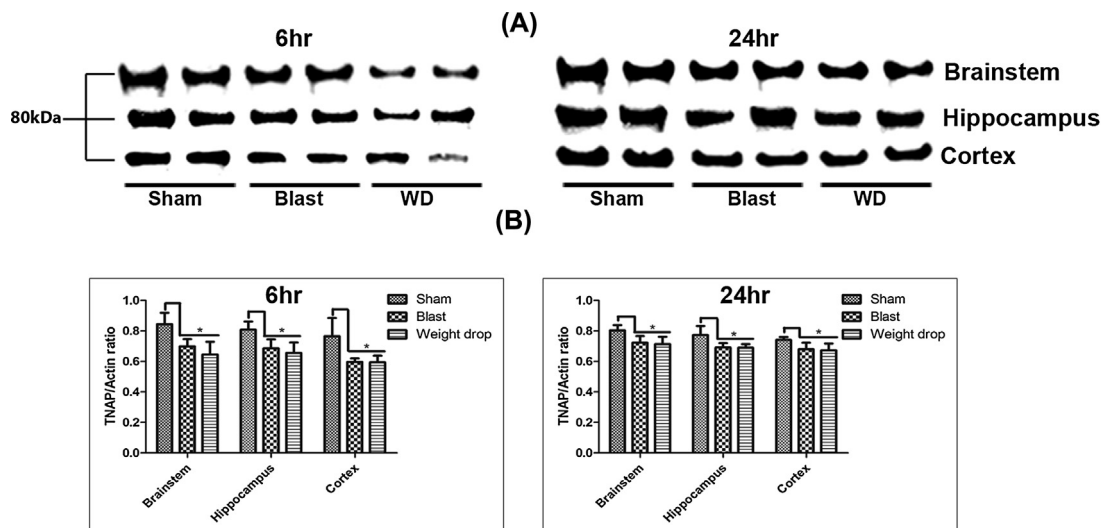 (A)
6hr
24hr
80kDa
Brainstem
Hippocampus
Cortex
Sham Blast WD
Sham Blast WD
(B)
6hr
TNAP/Actin ratio
1.0
0.8
0.6
0.4
0.2
0.0
* * *
Sham
Blast
Weight drop
Brainstem
Hippocampus
Cortex
24hr
TNAP/Actin ratio
1.0
0.8
0.6
0.4
0.2
0.0
* * *
Sham
Blast
Weight drop
Brainstem
Hippocampus
Cortex